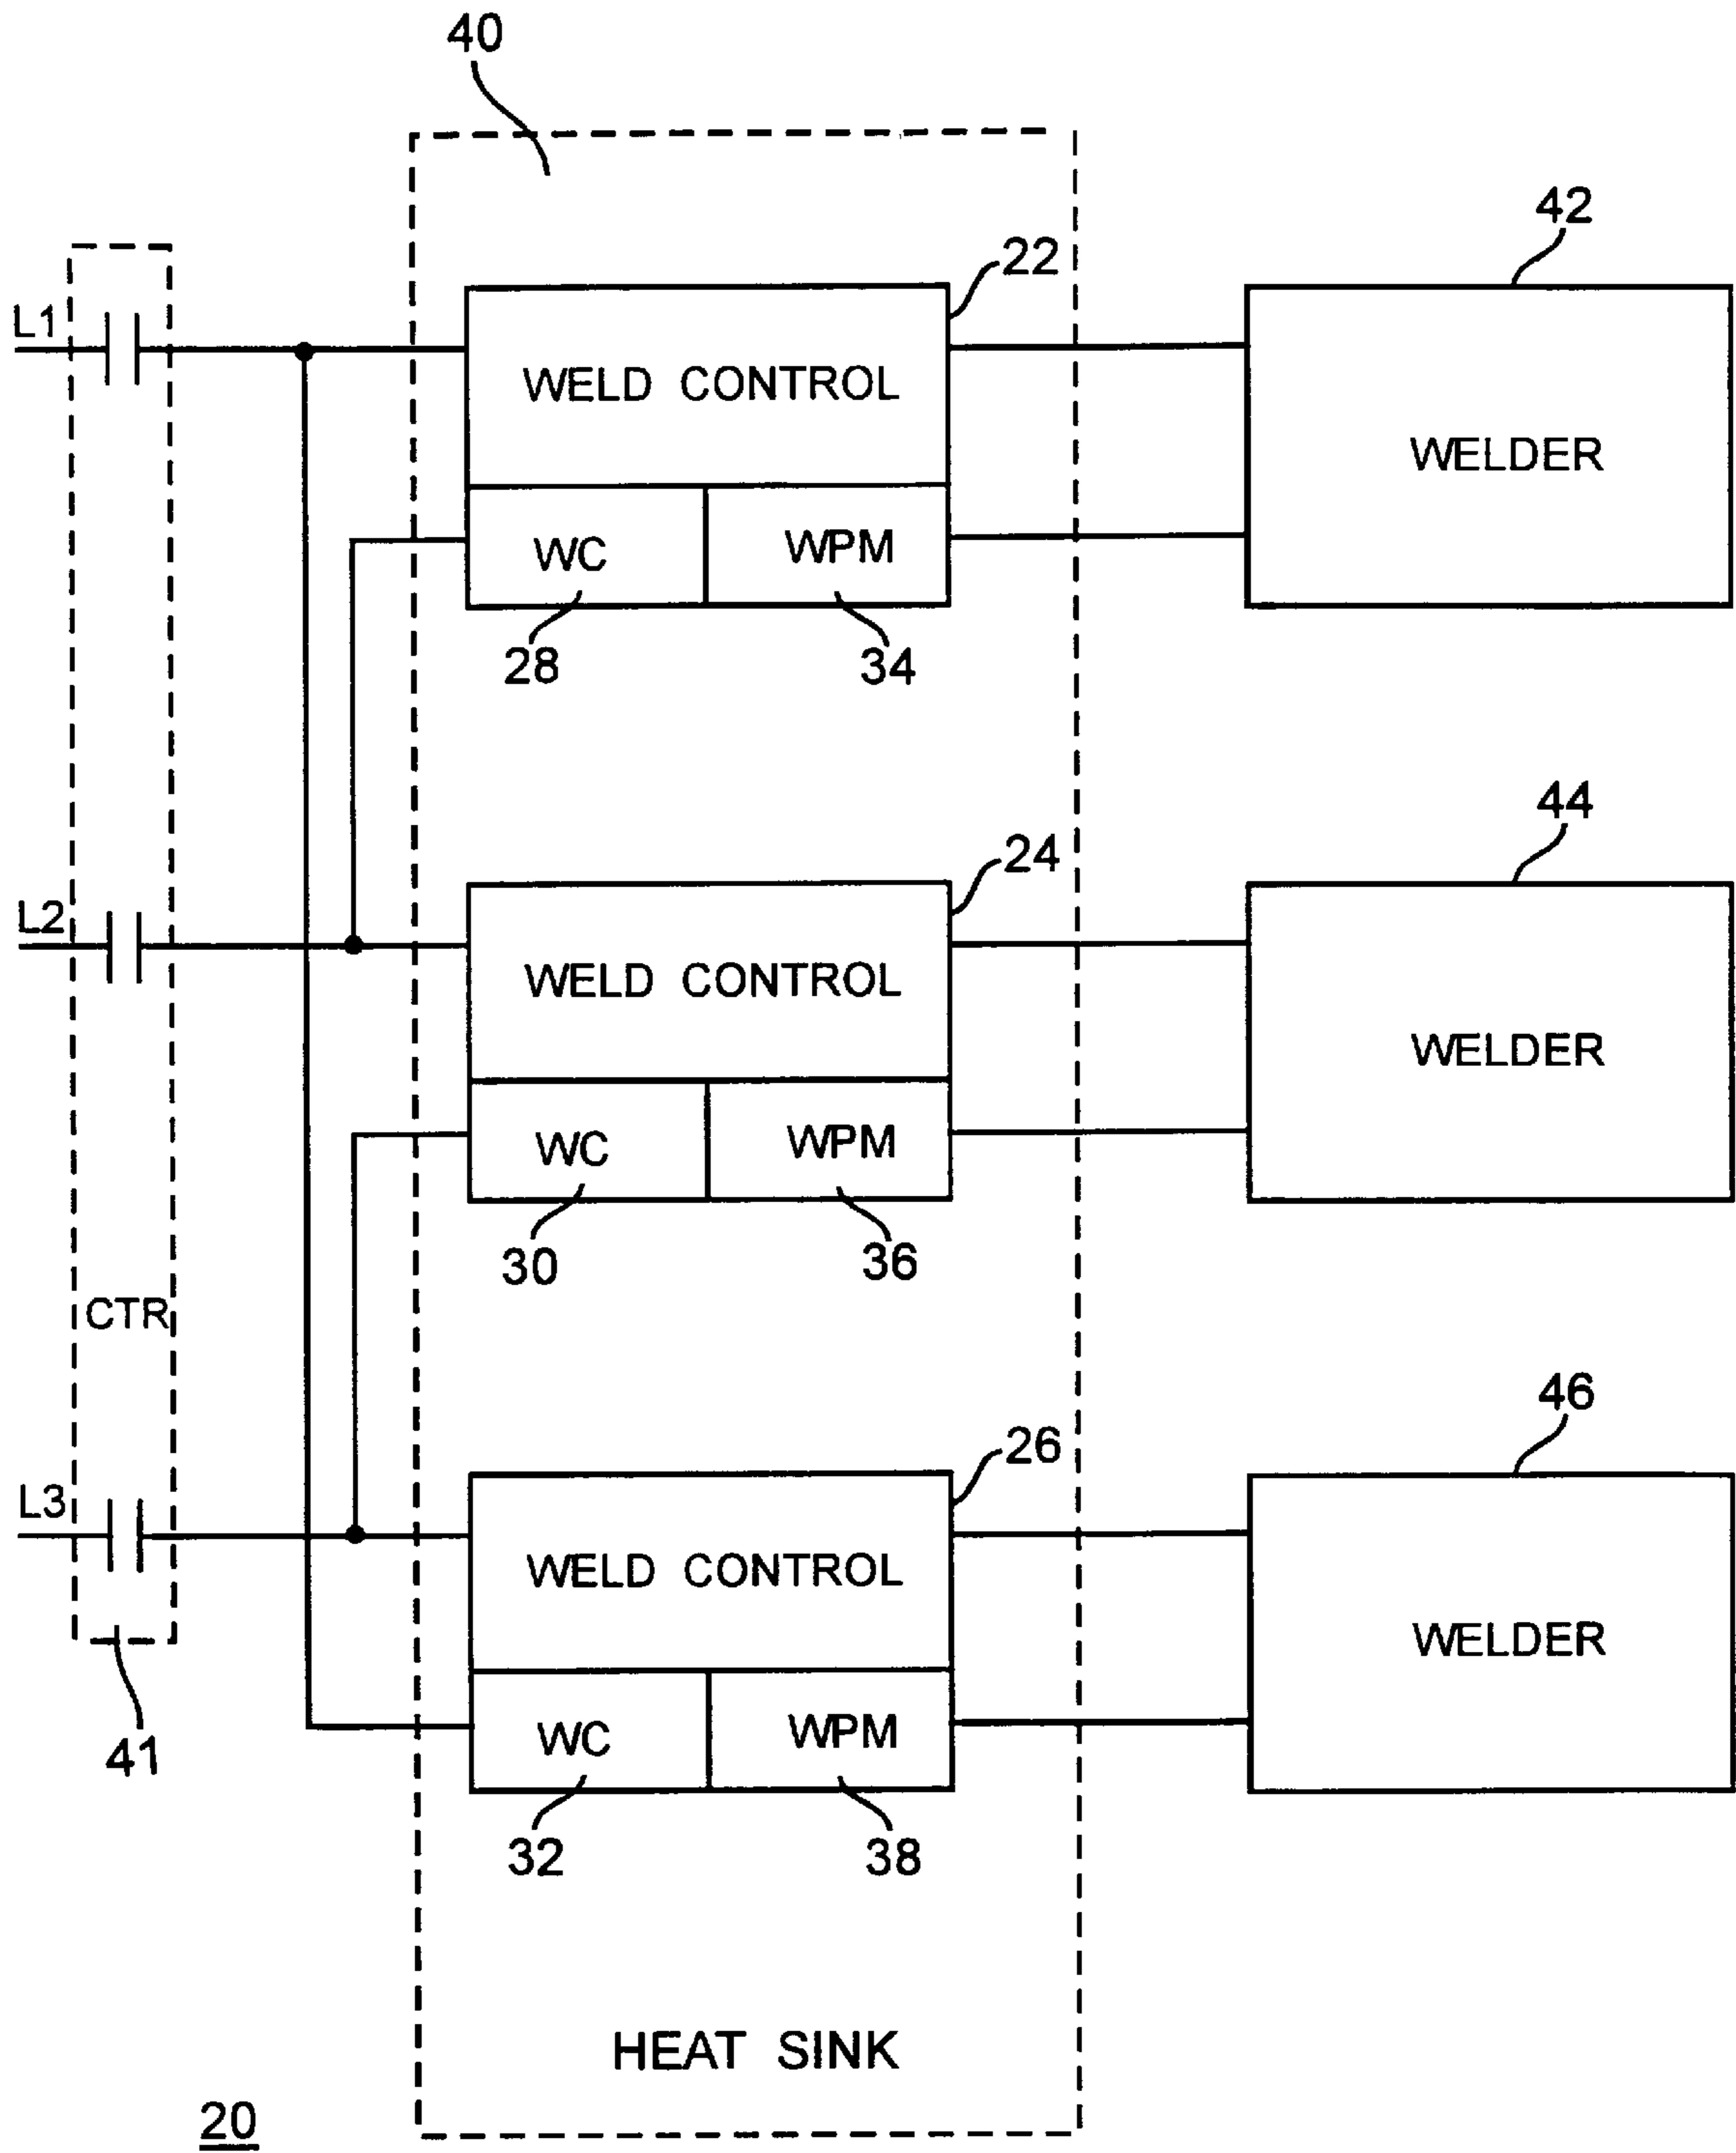 40
42
22
L1
WELD CONTROL
WELDER
WC
WPM
28
34
44
24
L2
WELD CONTROL
WELDER
WC
WPM
30
36
CTR
46
26
L3
WELD CONTROL
WELDER
WC
WPM
41
32
38
HEAT SINK
20